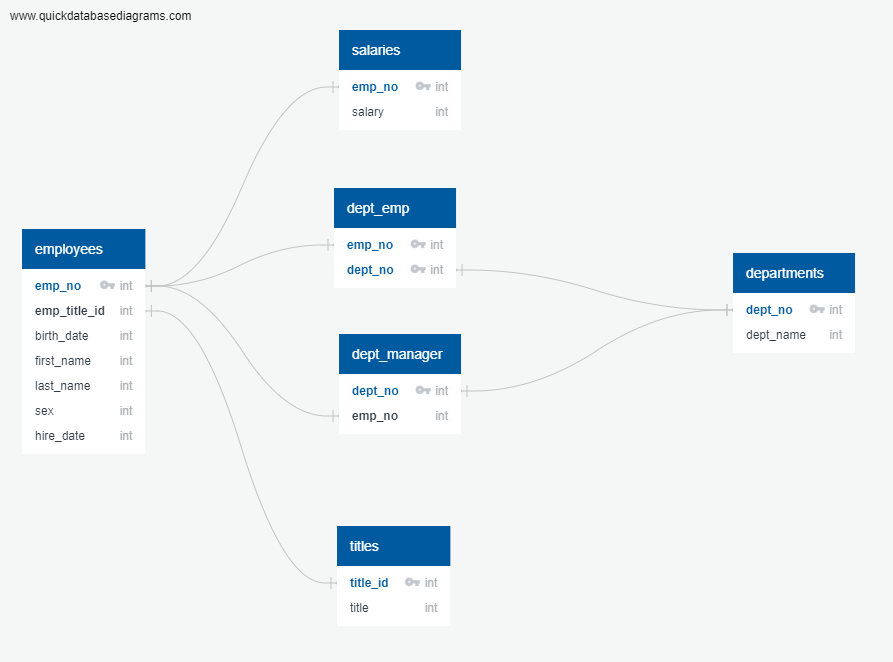 www.quickdatabasediagrams.com
salaries
emp_no int
salary int
dept_emp
emp_no int
dept_no int
employees
emp_no int
emp_title_id int
birth_date int
first_name int
last_name int
sex int
hire_date int
departments
dept_no int
dept_name int
dept_manager
dept_no int
emp_no int
titles
title_id int
title int